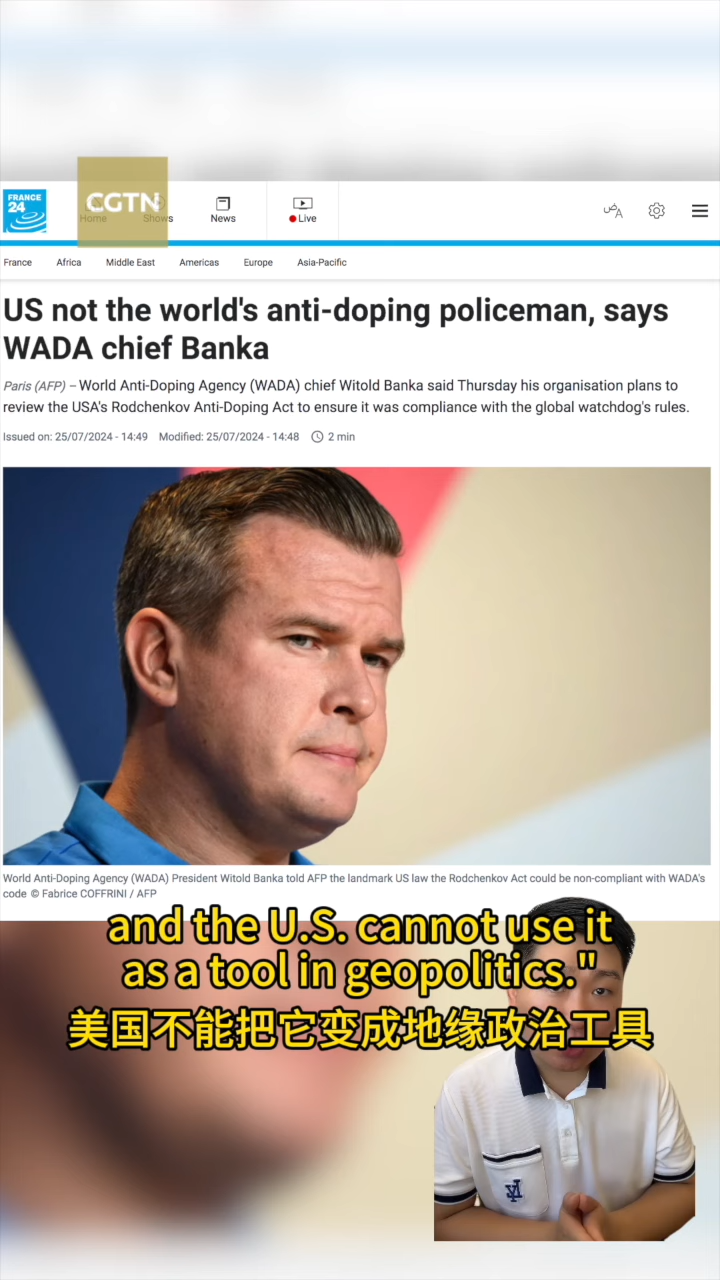 FRANCE
24
CGTN
Home
Shows
News
Live
France Africa Middle East Americas Europe Asia-Pacific
US not the world's anti-doping policeman, says
WADA chief Banka
Paris (AFP) – World Anti-Doping Agency (WADA) chief Witold Banka said Thursday his organisation plans to
review the USA's Rodchenkov Anti-Doping Act to ensure it was compliant with the global watchdog's rules.
Issued on: 25/07/2024 - 14:49 Modified: 25/07/2024 - 14:48 2 min
World Anti-Doping Agency (WADA) President Witold Banka told AFP the landmark US law the Rodchenkov Act could be non-compliant with WADA's
code © Fabrice COFFRINI / AFP
and the U.S. cannot use it
as a tool in geopolitics."
美国不能把它变成地缘政治工具